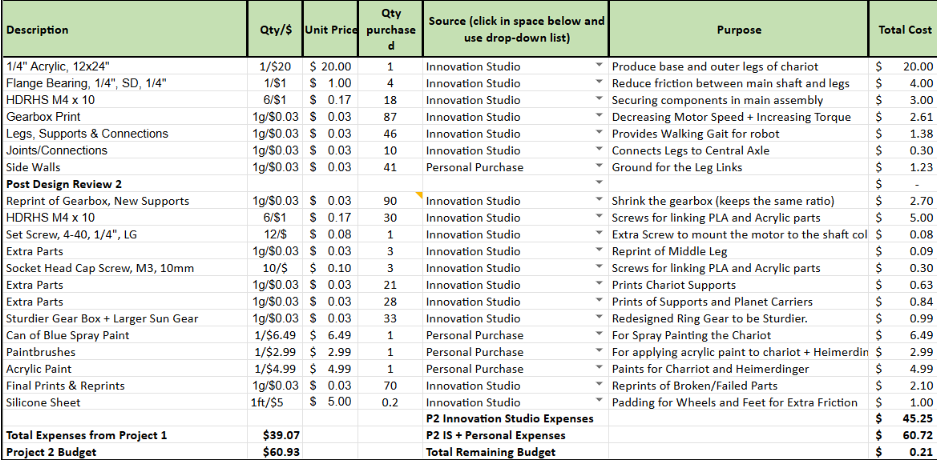 Description Qty/$ Unit Price Qty purchased Source (click in space below and use drop-down list) Purpose Total Cost
1/4" Acrylic, 12x24" 1/$20 $ 20.00 1 Innovation Studio Produce base and outer legs of chariot $ 20.00
Flange Bearing, 1/4", SD, 1/4" 1/$1 $ 1.00 4 Innovation Studio Reduce friction between main shaft and legs $ 4.00
HDRHS M4 x 10 6/$1 $ 0.17 18 Innovation Studio Securing components in main assembly $ 3.00
Gearbox Print 1g/$0.03 $ 0.03 87 Innovation Studio Decreasing Motor Speed + Increasing Torque $ 2.61
Legs, Supports & Connections 1g/$0.03 $ 0.03 46 Innovation Studio Provides Walking Gait for robot $ 1.38
Joints/Connections 1g/$0.03 $ 0.03 10 Innovation Studio Connects Legs to Central Axle $ 0.30
Side Walls 1g/$0.03 $ 0.03 41 Personal Purchase Ground for the Leg Links $ 1.23
Post Design Review 2 $ -
Reprint of Gearbox, New Supports 1g/$0.03 $ 0.03 90 Innovation Studio Shrink the gearbox (keeps the same ratio) $ 2.70
HDRHS M4 x 10 6/$1 $ 0.17 30 Innovation Studio Screws for linking PLA and Acrylic parts $ 5.00
Set Screw, 4-40, 1/4", LG 12/$ $ 0.08 1 Innovation Studio Extra Screw to mount the motor to the shaft col $ 0.08
Extra Parts 1g/$0.03 $ 0.03 3 Innovation Studio Reprint of Middle Leg $ 0.09
Socket Head Cap Screw, M3, 10mm 10/$ $ 0.10 3 Innovation Studio Screws for linking PLA and Acrylic parts $ 0.30
Extra Parts 1g/$0.03 $ 0.03 21 Innovation Studio Prints Chariot Supports $ 0.63
Extra Parts 1g/$0.03 $ 0.03 28 Innovation Studio Prints of Supports and Planet Carriers $ 0.84
Sturdier Gear Box + Larger Sun Gear 1g/$0.03 $ 0.03 33 Innovation Studio Redesigned Ring Gear to be Sturdier. $ 0.99
Can of Blue Spray Paint 1/$6.49 $ 6.49 1 Personal Purchase For Spray Painting the Chariot $ 6.49
Paintbrushes 1/$2.99 $ 2.99 1 Personal Purchase For applying acrylic paint to chariot + Heimerdin $ 2.99
Acrylic Paint 1/$4.99 $ 4.99 1 Personal Purchase Paints for Charriot and Heimerdinger $ 4.99
Final Prints & Reprints 1g/$0.03 $ 0.03 70 Innovation Studio Reprints of Broken/Failed Parts $ 2.10
Silicone Sheet 1ft/$5 $ 5.00 0.2 Innovation Studio Padding for Wheels and Feet for Extra Friction $ 1.00
P2 Innovation Studio Expenses $ 45.25
Total Expenses from Project 1 $39.07 P2 IS + Personal Expenses $ 60.72
Project 2 Budget $60.93 Total Remaining Budget $ 0.21